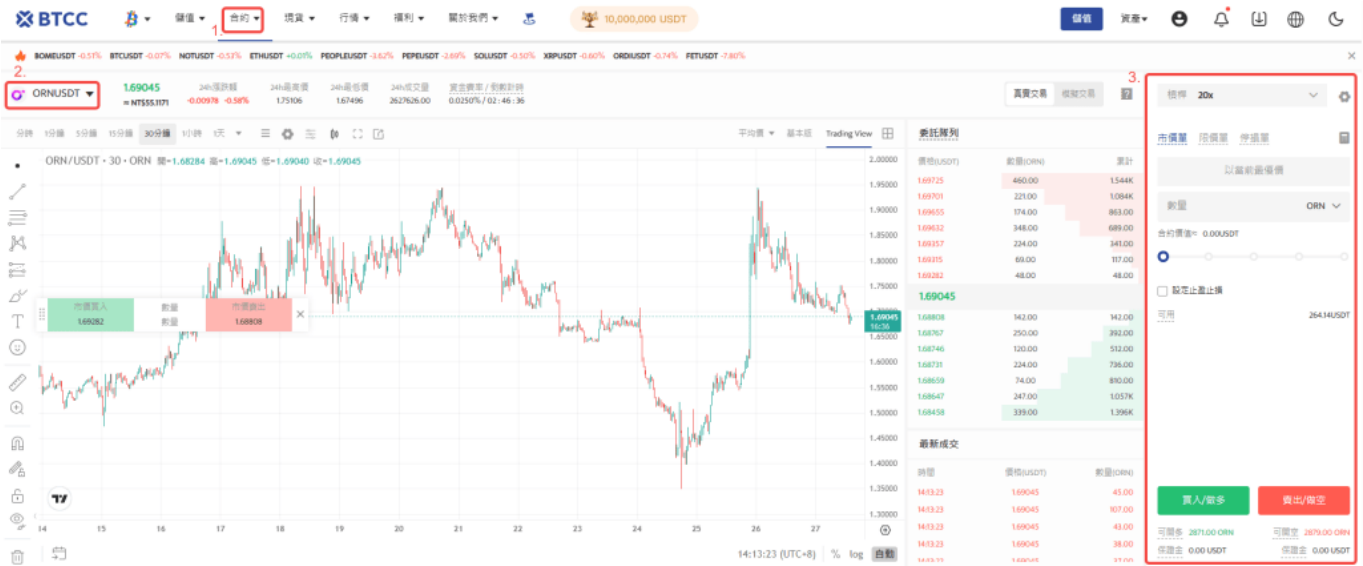 BTCC 儲值 合約 現貨 行情 福利 關於我們 10,000,000 USDT 儲值 資產
1.
BOMEUSDT -0.51% BTCUSDT -0.07% NOTUSDT -0.53% ETHUSDT +0.01% PEOPLEUSDT -3.62% PEPEUSDT -2.69% SOLUSDT -0.50% XRPUSDT -0.60% ORDIUSDT -0.74% FETUSDT -7.80%
2.
3.
ORNUSDT
1.69045
≈ NT$55.1171
24h漲跌幅
-0.00978 -0.58%
24h最高價
1.75106
24h最低價
1.67496
24h成交量
2627626.00
資金費率 / 倒數計時
0.0250% / 02:46:36
真實交易 模擬交易
分時 1分鐘 5分鐘 15分鐘 30分鐘 1小時 1天
平均價 基本版 Trading View
ORN/USDT · 30 · ORN 開=1.68284 高=1.69045 低=1.69040 收=1.69045
市價買入 數量 市價賣出
1.69282 數量 1.68808
2.00000
1.95000
1.90000
1.85000
1.80000
1.75000
1.69045
16:36
1.65000
1.60000
1.55000
1.50000
1.45000
1.40000
1.35000
1.30000
14 15 16 17 18 19 20 21 22 23 24 25 26 27
14:13:23 (UTC+8) % log 自動
委託陣列
價格(USDT) 數量(ORN) 累計
1.69725 460.00 1.544K
1.69701 221.00 1.084K
1.69655 174.00 863.00
1.69632 348.00 689.00
1.69357 224.00 341.00
1.69315 69.00 117.00
1.69282 48.00 48.00
1.69045
1.68808 142.00 142.00
1.68767 250.00 392.00
1.68746 120.00 512.00
1.68731 224.00 736.00
1.68659 74.00 810.00
1.68647 247.00 1.057K
1.68458 339.00 1.396K
最新成交
時間 價格(USDT) 數量(ORN)
14:13:23 1.69045 45.00
14:13:23 1.69045 107.00
14:13:23 1.69045 43.00
14:13:23 1.69045 38.00
1.69045 37.00
槓桿 20x
市價單 限價單 停損單
以當前最優價
數量 ORN
合約價值≈ 0.00USDT
設定止盈止損
可用 264.14USDT
買入/做多 賣出/做空
可開多 2871.00 ORN 可開空 2879.00 ORN
保證金 0.00 USDT 保證金 0.00 USDT